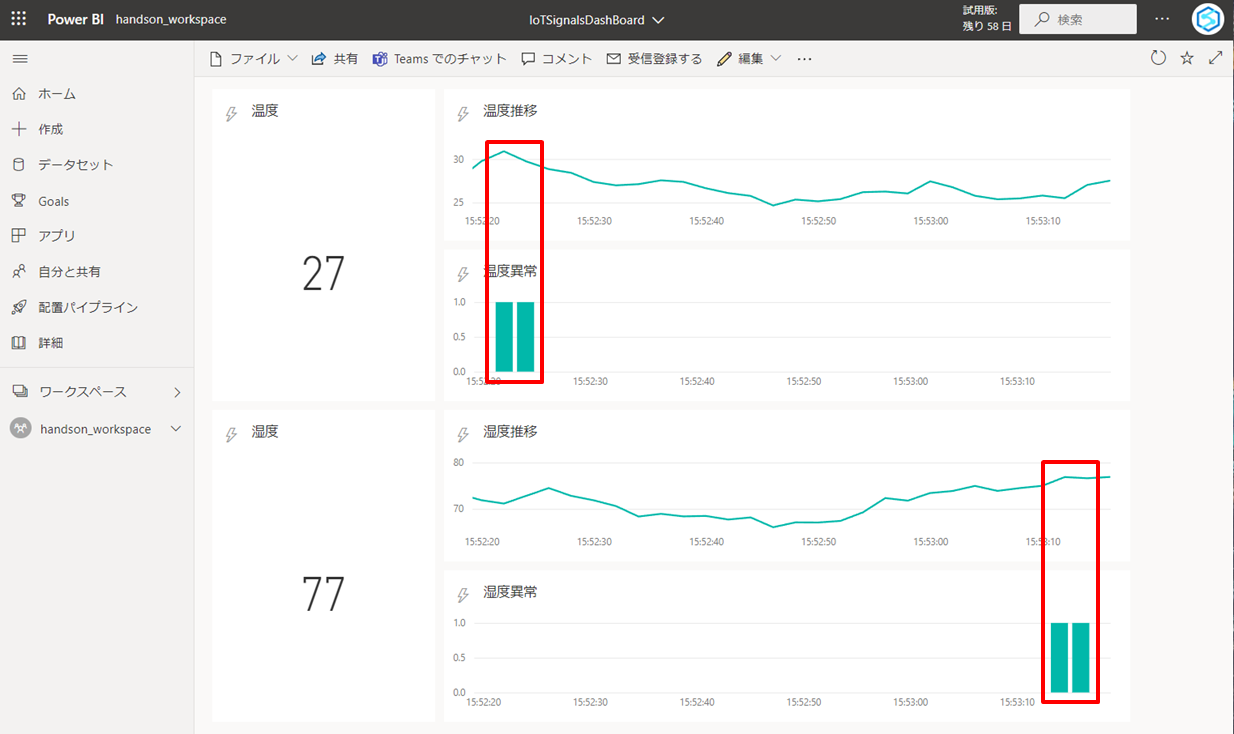 Power BI handson_workspace
IoTSignalsDashBoard
試用版:
残り 58 日
検索
ファイル 共有 Teams でのチャット コメント 受信登録する 編集
ホーム
作成
データセット
Goals
アプリ
自分と共有
配置パイプライン
詳細
ワークスペース
handson_workspace
温度
27
温度推移
30
25
15:52:20 15:52:30 15:52:40 15:52:50 15:53:00 15:53:10
温度異常
1.0
0.5
0.0
15:52:20 15:52:30 15:52:40 15:52:50 15:53:00 15:53:10
湿度
77
湿度推移
80
70
15:52:20 15:52:30 15:52:40 15:52:50 15:53:00 15:53:10
湿度異常
1.0
0.5
0.0
15:52:20 15:52:30 15:52:40 15:52:50 15:53:00 15:53:10